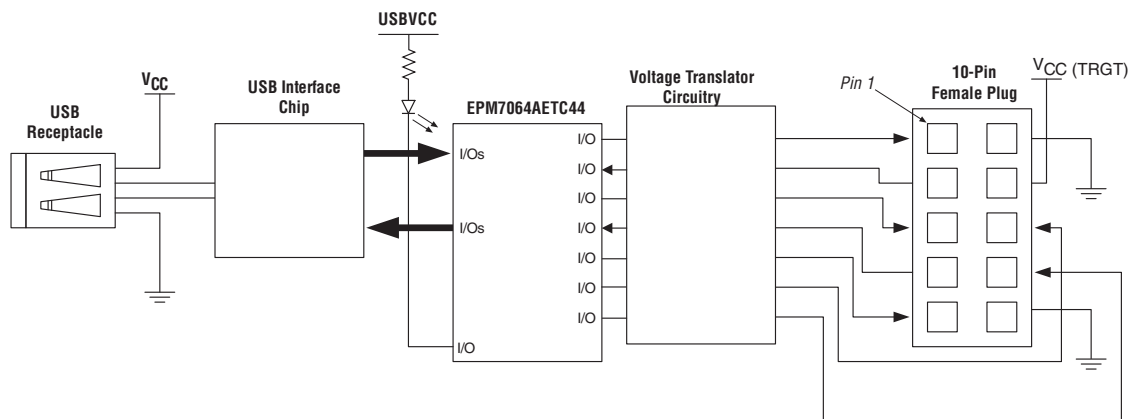 USBVCC
VCC
USB Interface
Chip
USB
Receptacle
EPM7064AETC44
Voltage Translator
Circuitry
Pin 1
10-Pin
Female Plug
VCC (TRGT)
I/Os
I/Os
I/O
I/O
I/O
I/O
I/O
I/O
I/O
I/O